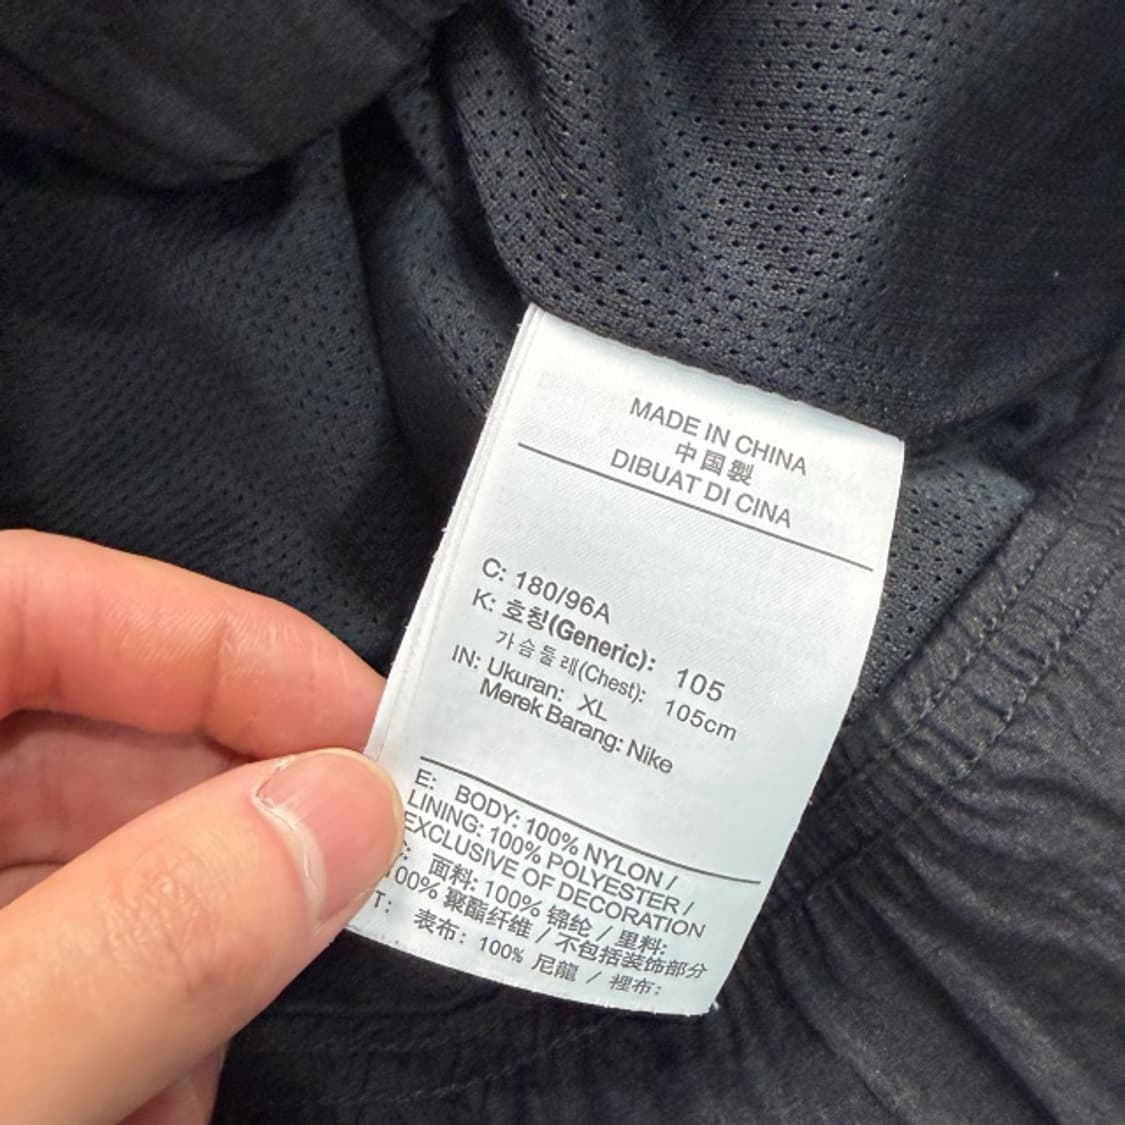 MADE IN CHINA
中国製
DIBUAT DI CINA
C: 180/96A
K: 호칭(Generic): 105
가슴둘레(Chest): 105cm
IN: Ukuran: XL
Merek Barang: Nike
E: BODY: 100% NYLON /
LINING: 100% POLYESTER /
EXCLUSIVE OF DECORATION
面料: 100% 锦纶 / 里料:
100% 聚酯纤维 / 不包括装饰部分
T: 表布: 100% 尼龍 / 裡布: